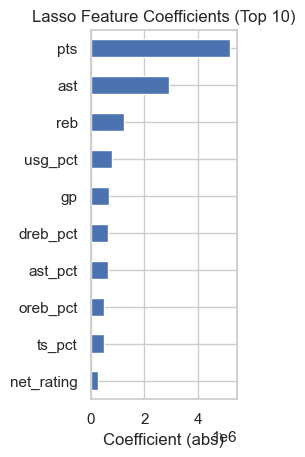 Lasso Feature Coefficients (Top 10)
pts
ast
reb
usg_pct
gp
dreb_pct
ast_pct
oreb_pct
ts_pct
net_rating
0 2 4
1e6
Coefficient (abs)